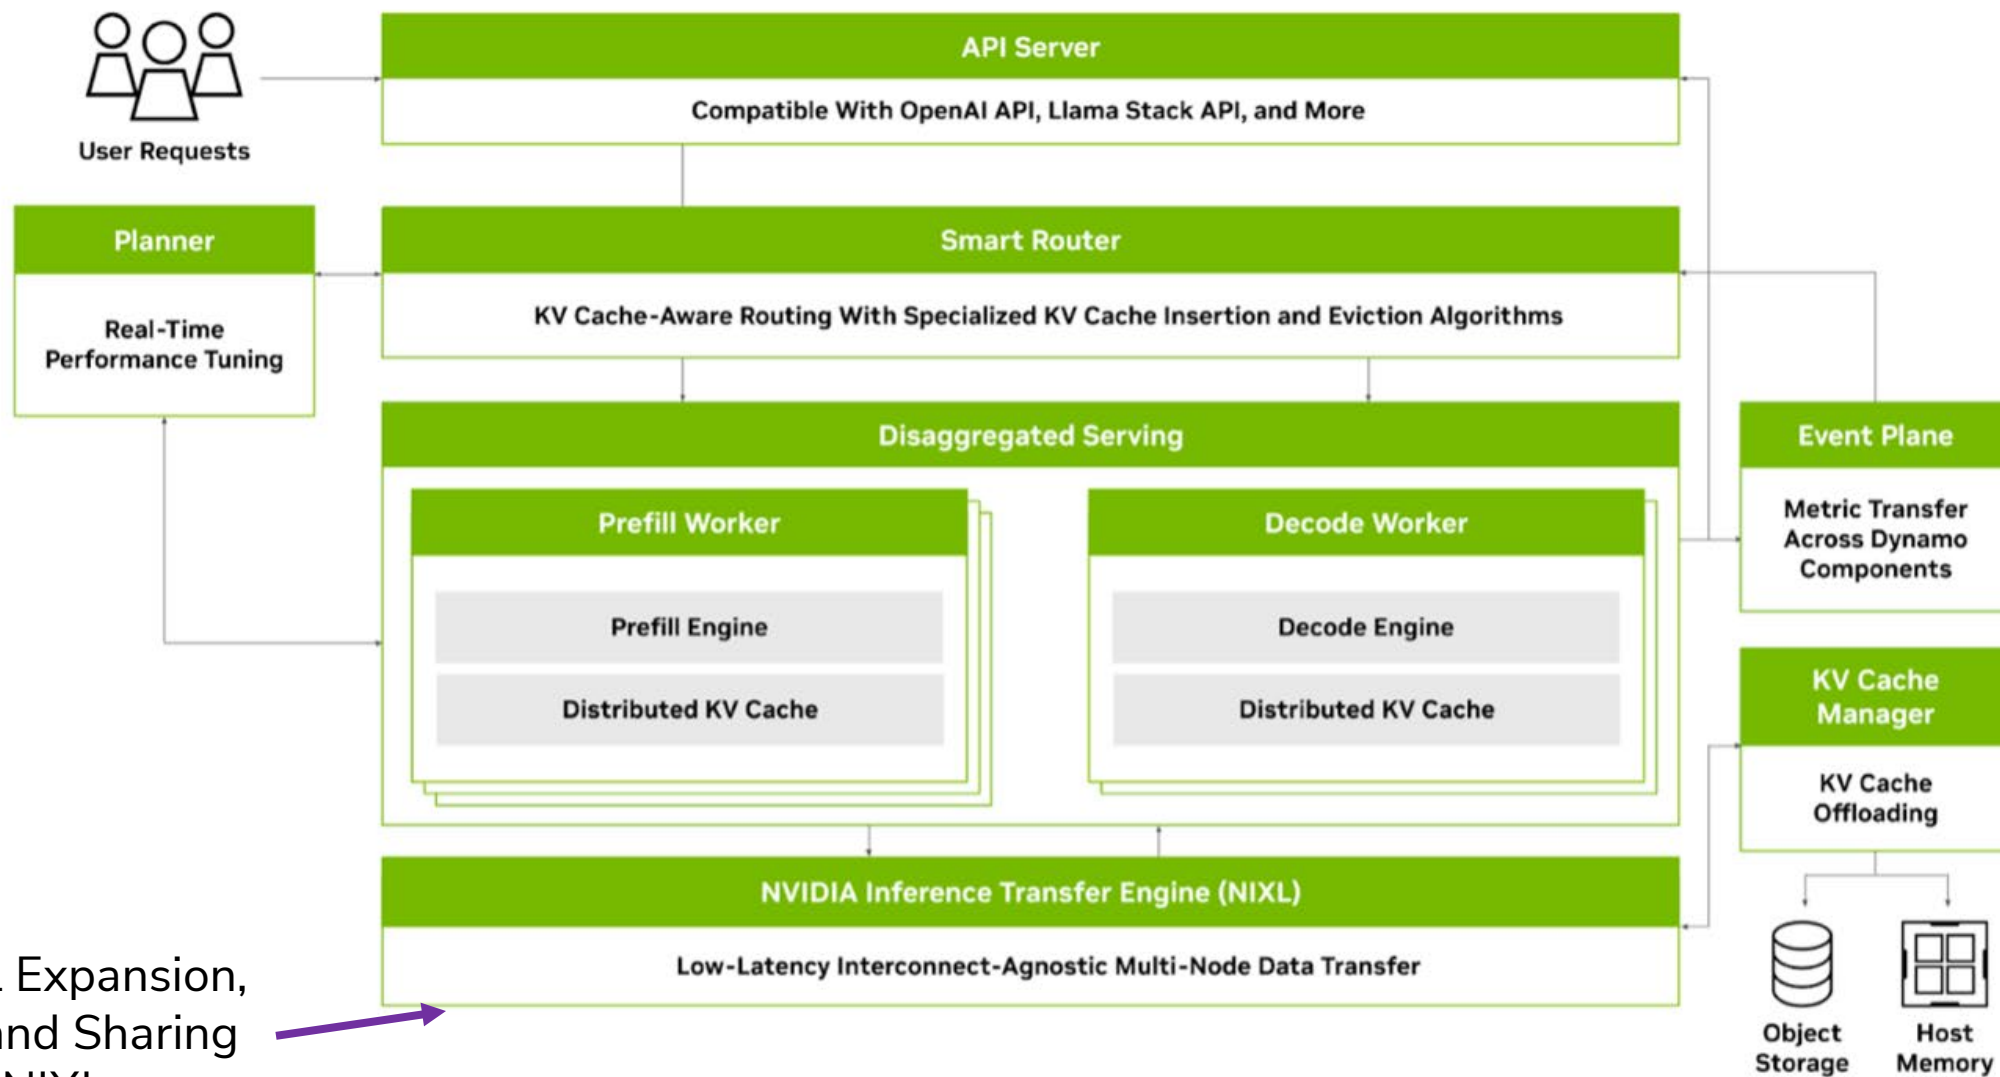 API Server
Compatible With OpenAI API, Llama Stack API, and More
User Requests
Planner
Real-Time
Performance Tuning
Smart Router
KV Cache-Aware Routing With Specialized KV Cache Insertion and Eviction Algorithms
Disaggregated Serving
Prefill Worker
Prefill Engine
Distributed KV Cache
Decode Worker
Decode Engine
Distributed KV Cache
Event Plane
Metric Transfer
Across Dynamo
Components
KV Cache
Manager
KV Cache
Offloading
NVIDIA Inference Transfer Engine (NIXL)
Low-Latency Interconnect-Agnostic Multi-Node Data Transfer
Expansion,
and Sharing
Object
Storage
Host
Memory